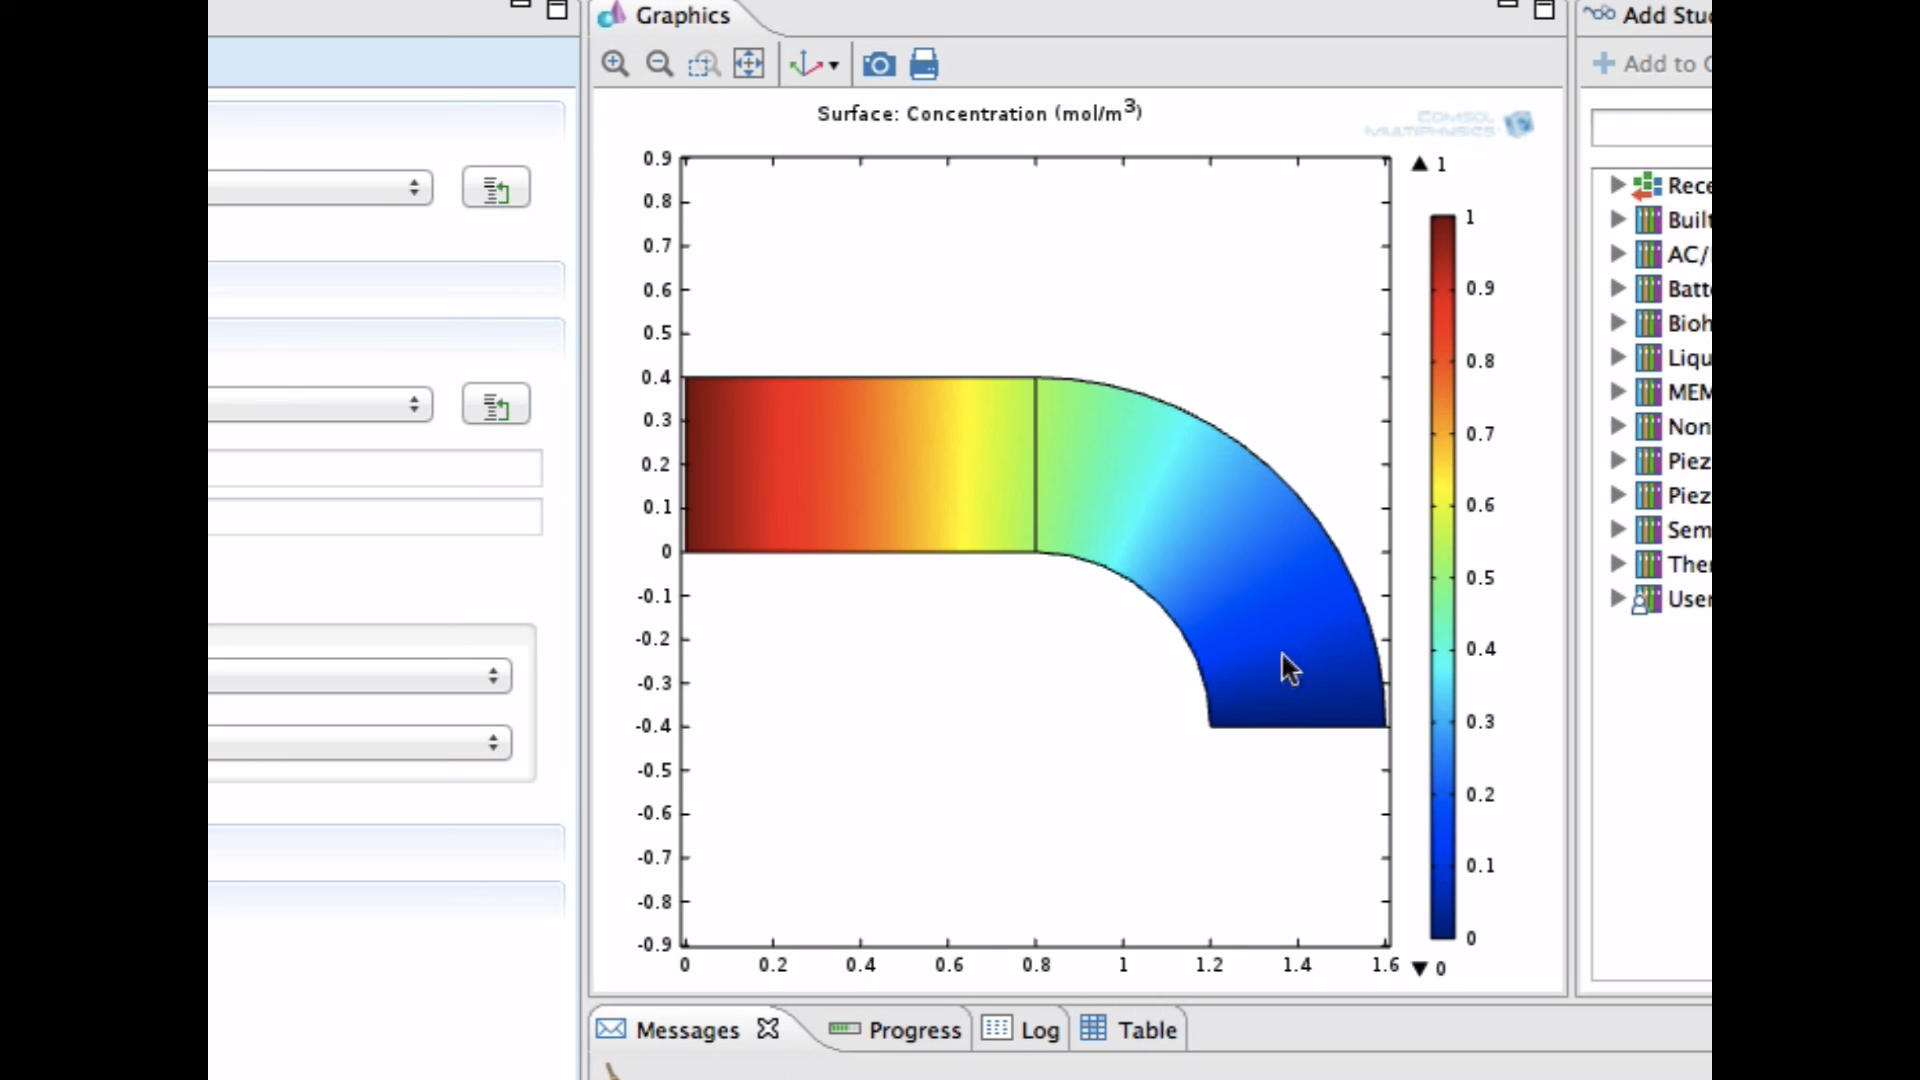 Graphics
Add Stu
Add to C
Surface: Concentration (mol/m³)
COMSOL
MULTIPHYSICS
0.9
0.8
0.7
0.6
0.5
0.4
0.3
0.2
0.1
0
-0.1
-0.2
-0.3
-0.4
-0.5
-0.6
-0.7
-0.8
-0.9
0 0.2 0.4 0.6 0.8 1 1.2 1.4 1.6
▲ 1
1
0.9
0.8
0.7
0.6
0.5
0.4
0.3
0.2
0.1
0
▼ 0
Rece
Built
AC/
Batt
Bioh
Liqu
MEM
Non
Piez
Piez
Sem
Ther
User
Messages
Progress
Log
Table